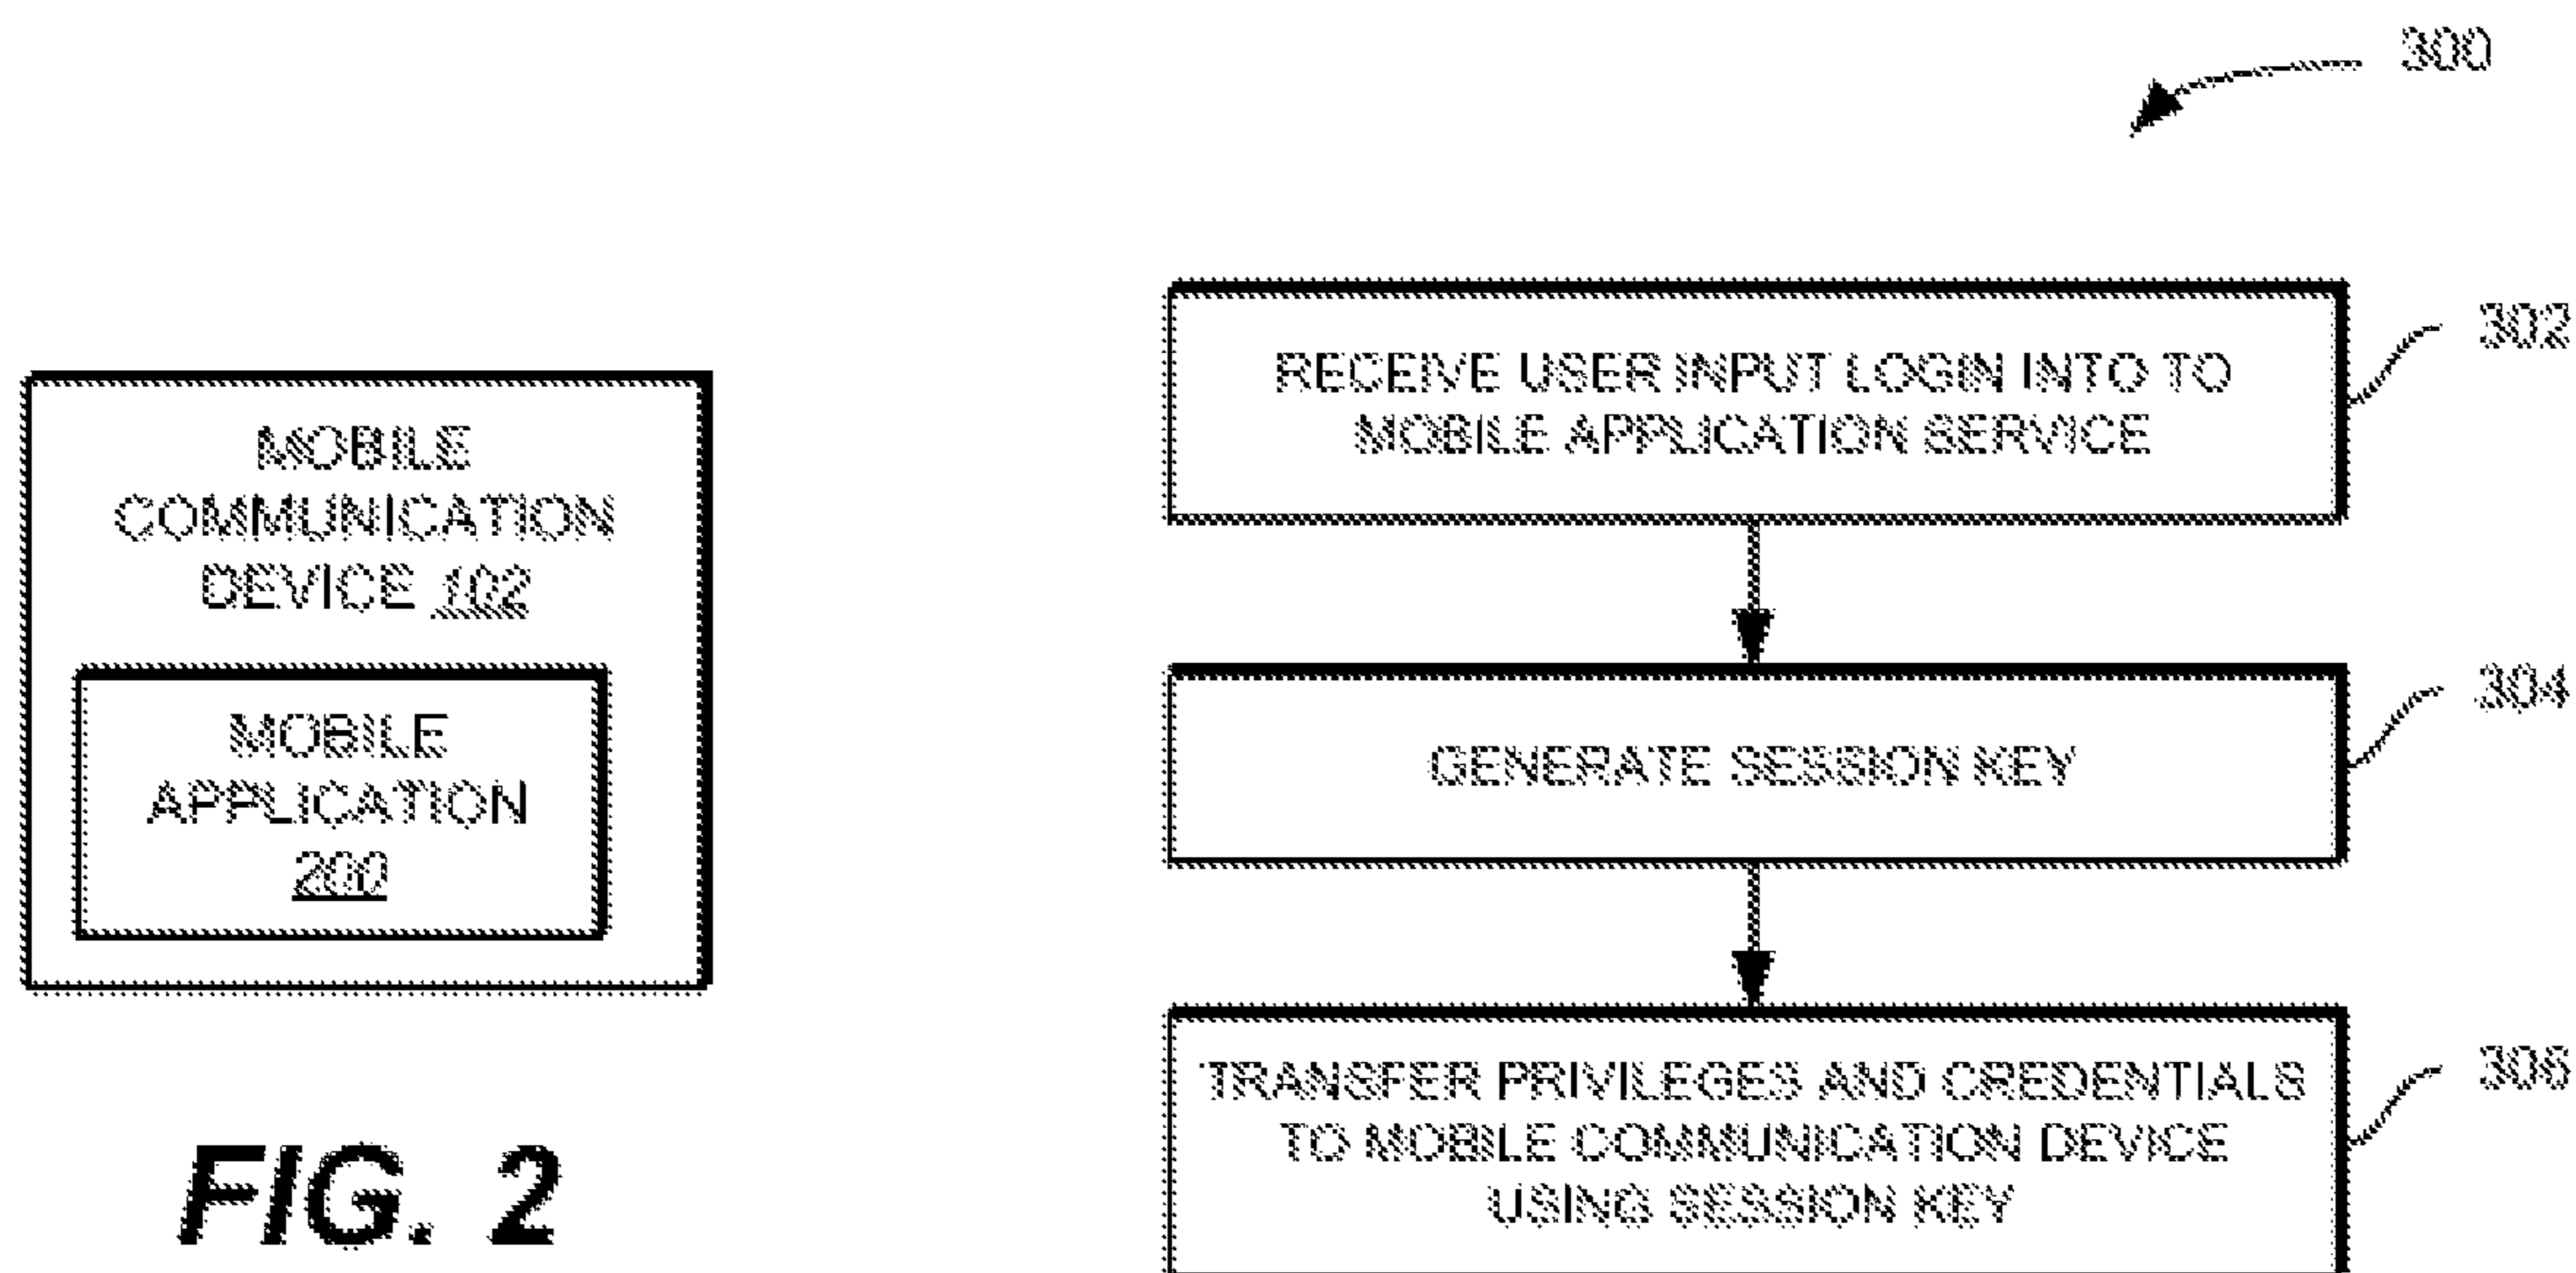 MOBILE
COMMUNICATION
DEVICE 102
MOBILE
APPLICATION
200
FIG. 2
300
RECEIVE USER INPUT LOGIN INTO TO
MOBILE APPLICATION SERVICE
302
GENERATE SESSION KEY
304
TRANSFER PRIVILEGES AND CREDENTIALS
TO MOBILE COMMUNICATION DEVICE
USING SESSION KEY
306